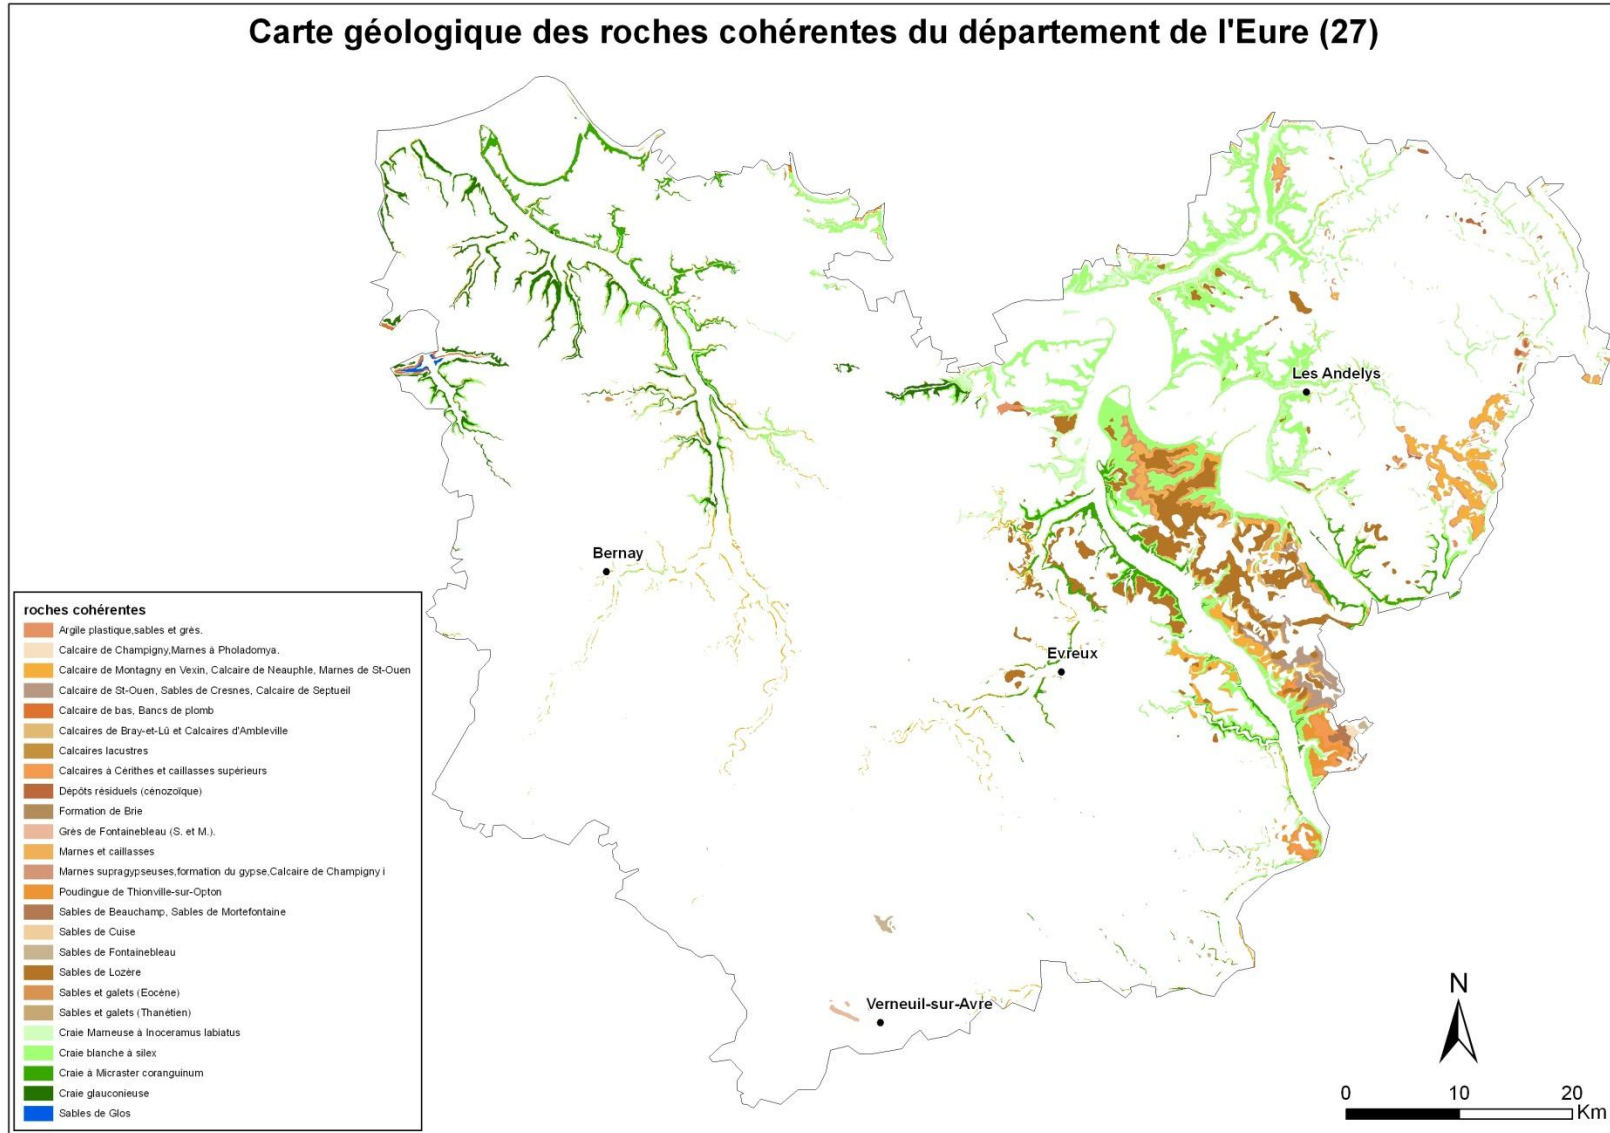 Carte géologique des roches cohérentes du département de l'Eure (27)
Les Andelys
Bernay
Evreux
Verneuil-sur-Avre
roches cohérentes
Argile plastique,sables et grès.
Calcaire de Champigny,Marnes à Pholadomya.
Calcaire de Montagny en Vexin, Calcaire de Neauphle, Marnes de St-Ouen
Calcaire de St-Ouen, Sables de Cresnes, Calcaire de Septueil
Calcaire de bas, Bancs de plomb
Calcaires de Bray-et-Lû et Calcaires d'Ambleville
Calcaires lacustres
Calcaires à Cérithes et caillasses supérieurs
Dépôts résiduels (cénozoïque)
Formation de Brie
Grès de Fontainebleau (S. et M.).
Marnes et caillasses
Marnes supragypseuses,formation du gypse,Calcaire de Champigny i
Poudingue de Thionville-sur-Opton
Sables de Beauchamp, Sables de Mortefontaine
Sables de Cuise
Sables de Fontainebleau
Sables de Lozère
Sables et galets (Eocène)
Sables et galets (Thanétien)
Craie Marneuse à Inoceramus labiatus
Craie blanche à silex
Craie à Micraster coranguinum
Craie glauconieuse
Sables de Glos
N
0 10 20
Km